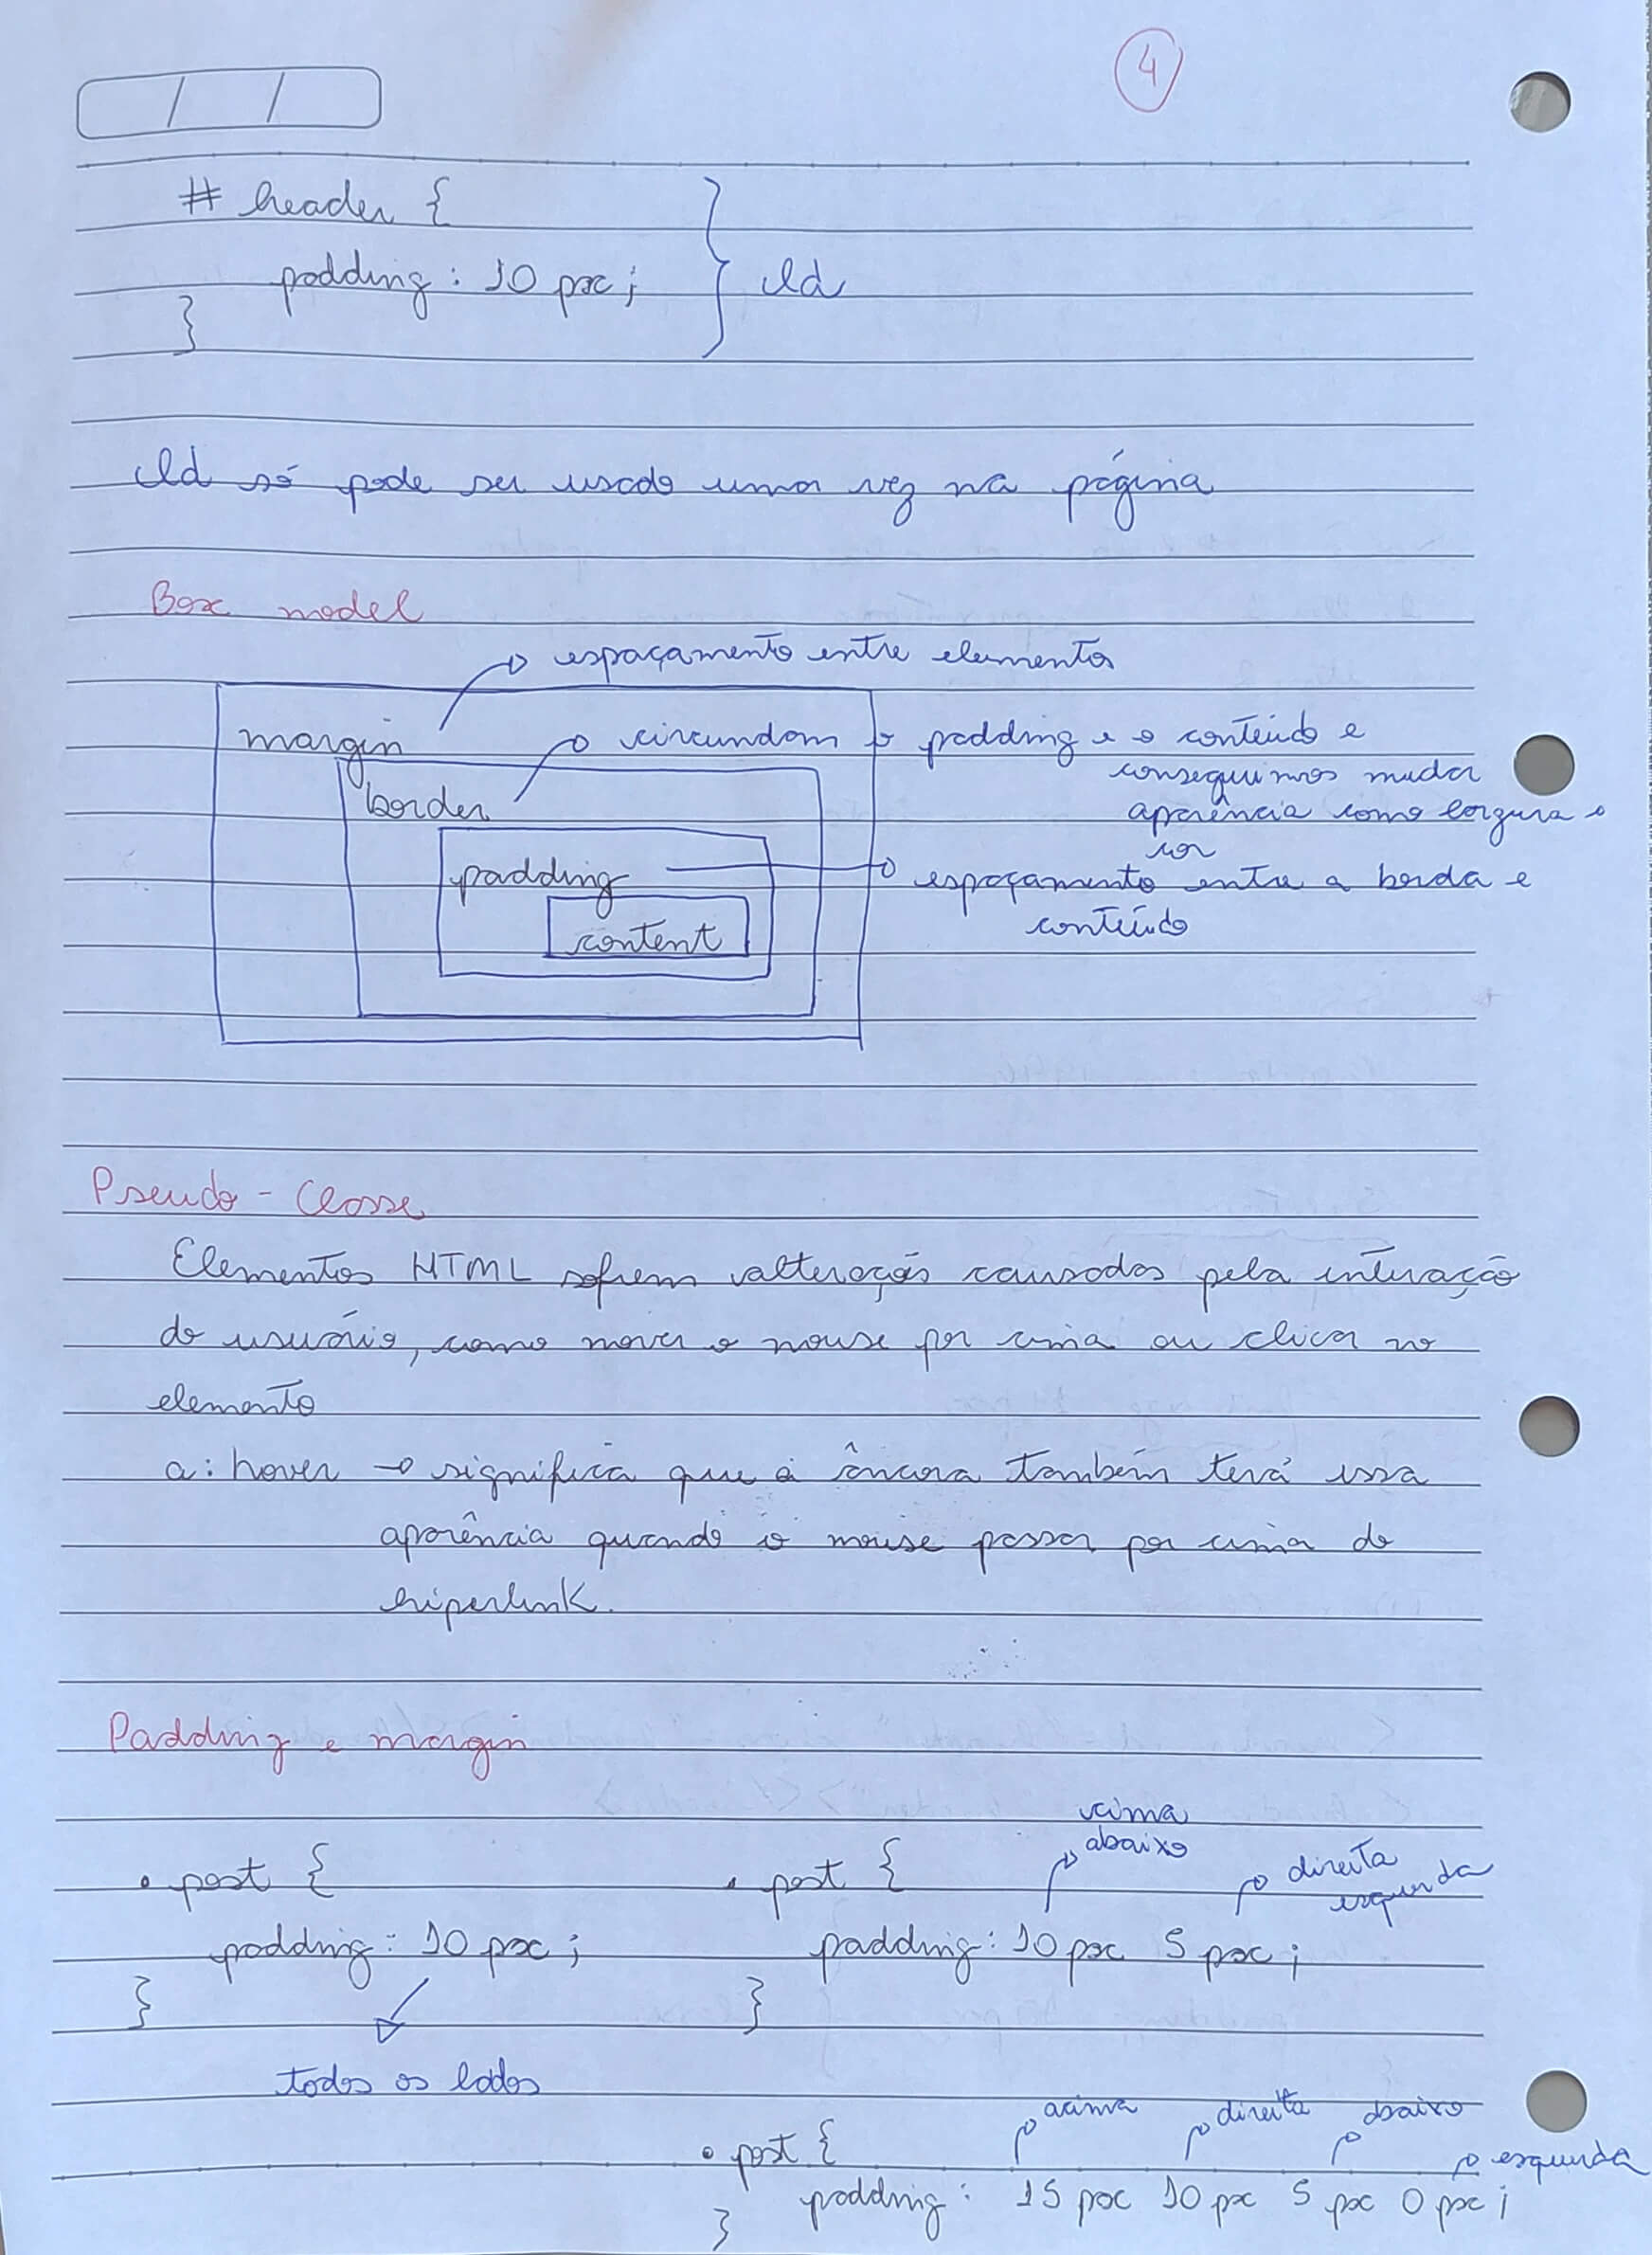 4
/ /
# header {
padding : 10 px ;
} Id
}
Id só pode ser usado uma vez na página
Box model
espaçamento entre elementos
margin
circundam o padding e o conteúdo e
conseguimos mudar
border
aparência como largura e
cor
padding
espaçamento entre a borda e
conteúdo
content
Pseudo - Classe
Elementos HTML sofrem alterações causadas pela interação
do usuário, como mover o mouse por cima ou clicar no
elemento
a : hover → significa que a âncora também terá essa
aparência quando o mouse passar por cima do
hiperlink.
Padding e margin
cima
abaixo
direita
esquerda
. post {
padding : 10 px ;
}
todos os lados
. post {
padding : 10 px 5 px ;
}
acima direita abaixo esquerda
. post {
padding : 15 px 10 px 5 px 0 px ;
}